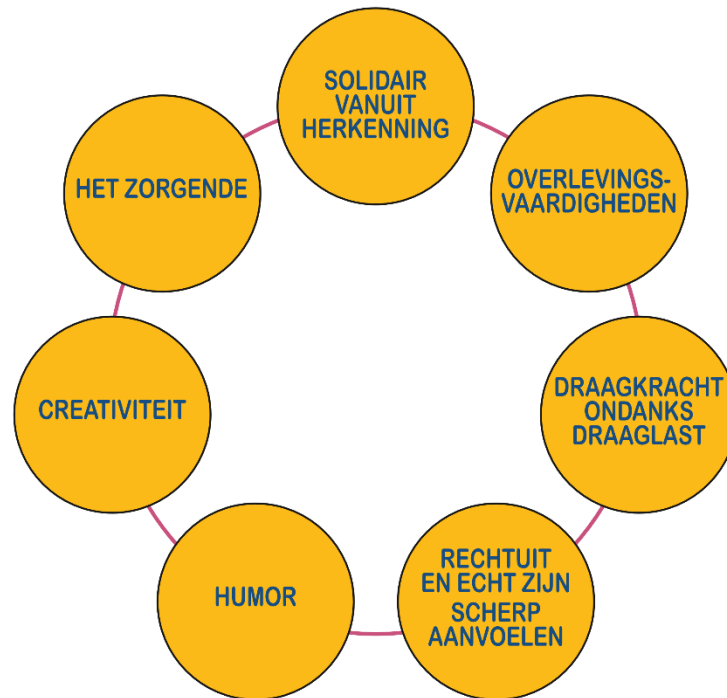 SOLIDAIR
VANUIT
HERKENNING
OVERLEVINGS-
VAARDIGHEDEN
DRAAGKRACHT
ONDANKS
DRAAGLAST
RECHTUIT
EN ECHT ZIJN
SCHERP
AANVOELEN
HUMOR
CREATIVITEIT
HET ZORGENDE